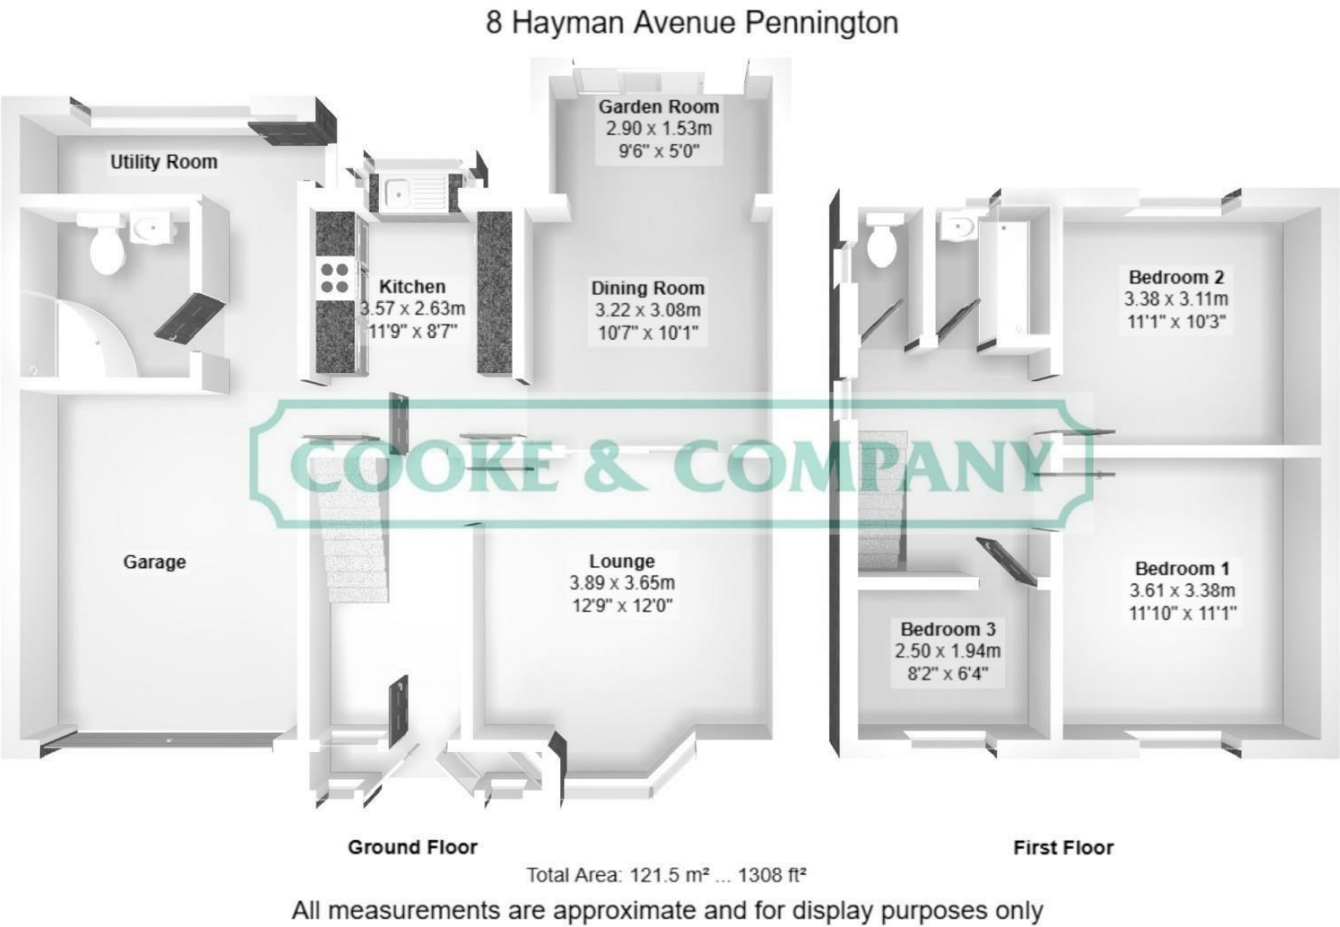 8 Hayman Avenue Pennington
Garden Room
2.90 x 1.53m
9'6" x 5'0"
Utility Room
Kitchen
3.57 x 2.63m
11'9" x 8'7"
Dining Room
3.22 x 3.08m
10'7" x 10'1"
Bedroom 2
3.38 x 3.11m
11'1" x 10'3"
COOKE & COMPANY
Garage
Lounge
3.89 x 3.65m
12'9" x 12'0"
Bedroom 1
3.61 x 3.38m
11'10" x 11'1"
Bedroom 3
2.50 x 1.94m
8'2" x 6'4"
Ground Floor
First Floor
Total Area: 121.5 m² ... 1308 ft²
All measurements are approximate and for display purposes only